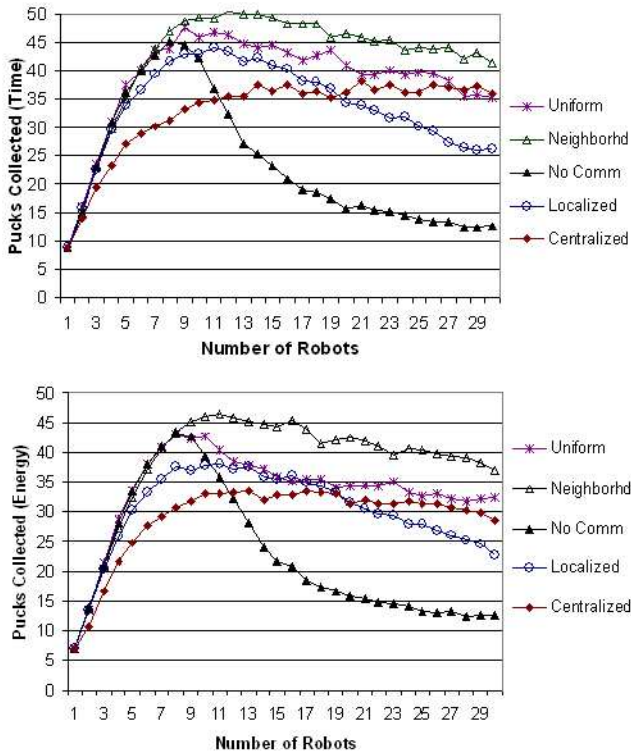 Pucks Collected (Time)
50
45
40
35
30
25
20
15
10
5
0
1 3 5 7 9 11 13 15 17 19 21 23 25 27 29
Number of Robots
Uniform
Neighborhd
No Comm
Localized
Centralized
Pucks Collected (Energy)
50
45
40
35
30
25
20
15
10
5
0
1 3 5 7 9 11 13 15 17 19 21 23 25 27 29
Number of Robots
Uniform
Neighborhd
No Comm
Localized
Centralized